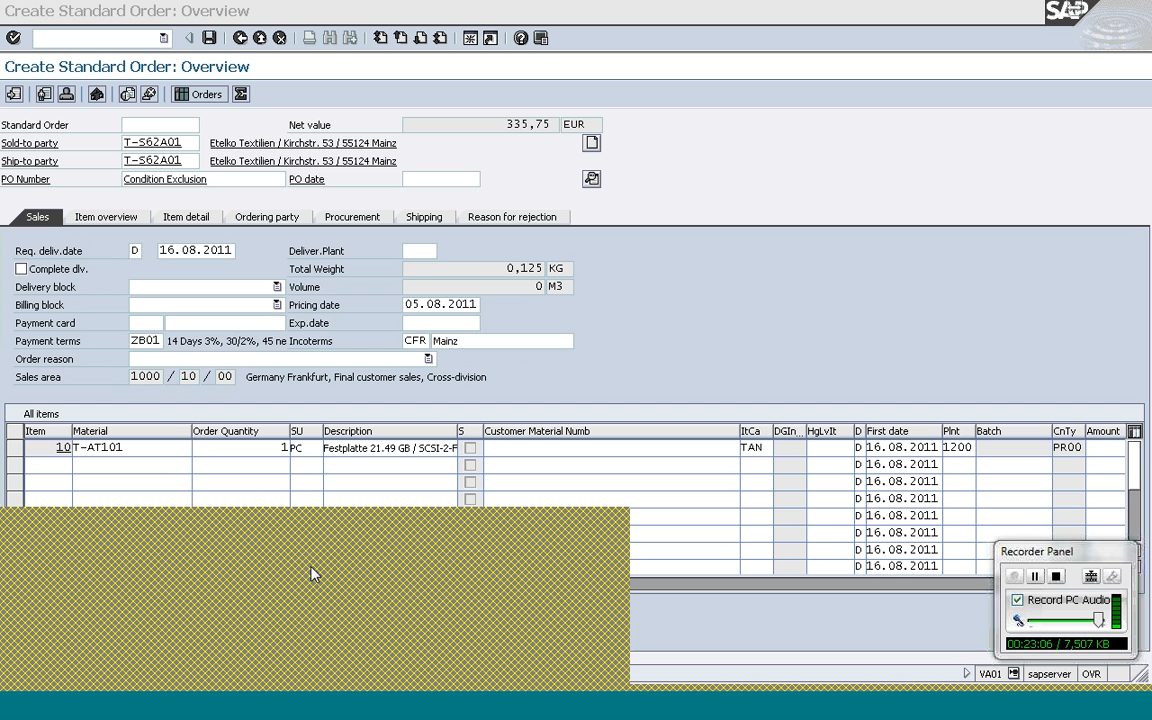 Create Standard Order: Overview
SAP
Create Standard Order: Overview
Orders
Standard Order Net value 335,75 EUR
Sold-to party T-S62A01 Etelko Textilien / Kirchstr. 53 / 55124 Mainz
Ship-to party T-S62A01 Etelko Textilien / Kirchstr. 53 / 55124 Mainz
PO Number Condition Exclusion PO date
Sales Item overview Item detail Ordering party Procurement Shipping Reason for rejection
Req. deliv.date D 16.08.2011 Deliver.Plant
Complete dlv. Total Weight 0,125 KG
Delivery block Volume 0 M3
Billing block Pricing date 05.08.2011
Payment card Exp.date
Payment terms ZB01 14 Days 3%, 30/2%, 45 ne Incoterms CFR Mainz
Order reason
Sales area 1000 / 10 / 00 Germany Frankfurt, Final customer sales, Cross-division
All items
Item Material Order Quantity SU Description S Customer Material Numb ItCa DGIn... HgLvIt D First date Plnt Batch CnTy Amount
10 T-AT101 1 PC Festplatte 21.49 GB / SCSI-2-F TAN D 16.08.2011 1200 PR00
D 16.08.2011
D 16.08.2011
D 16.08.2011
D 16.08.2011
D 16.08.2011
D 16.08.2011
D 16.08.2011
Recorder Panel
Record PC Audio
00:23:06 / 7,507 KB
VA01 sapserver OVR